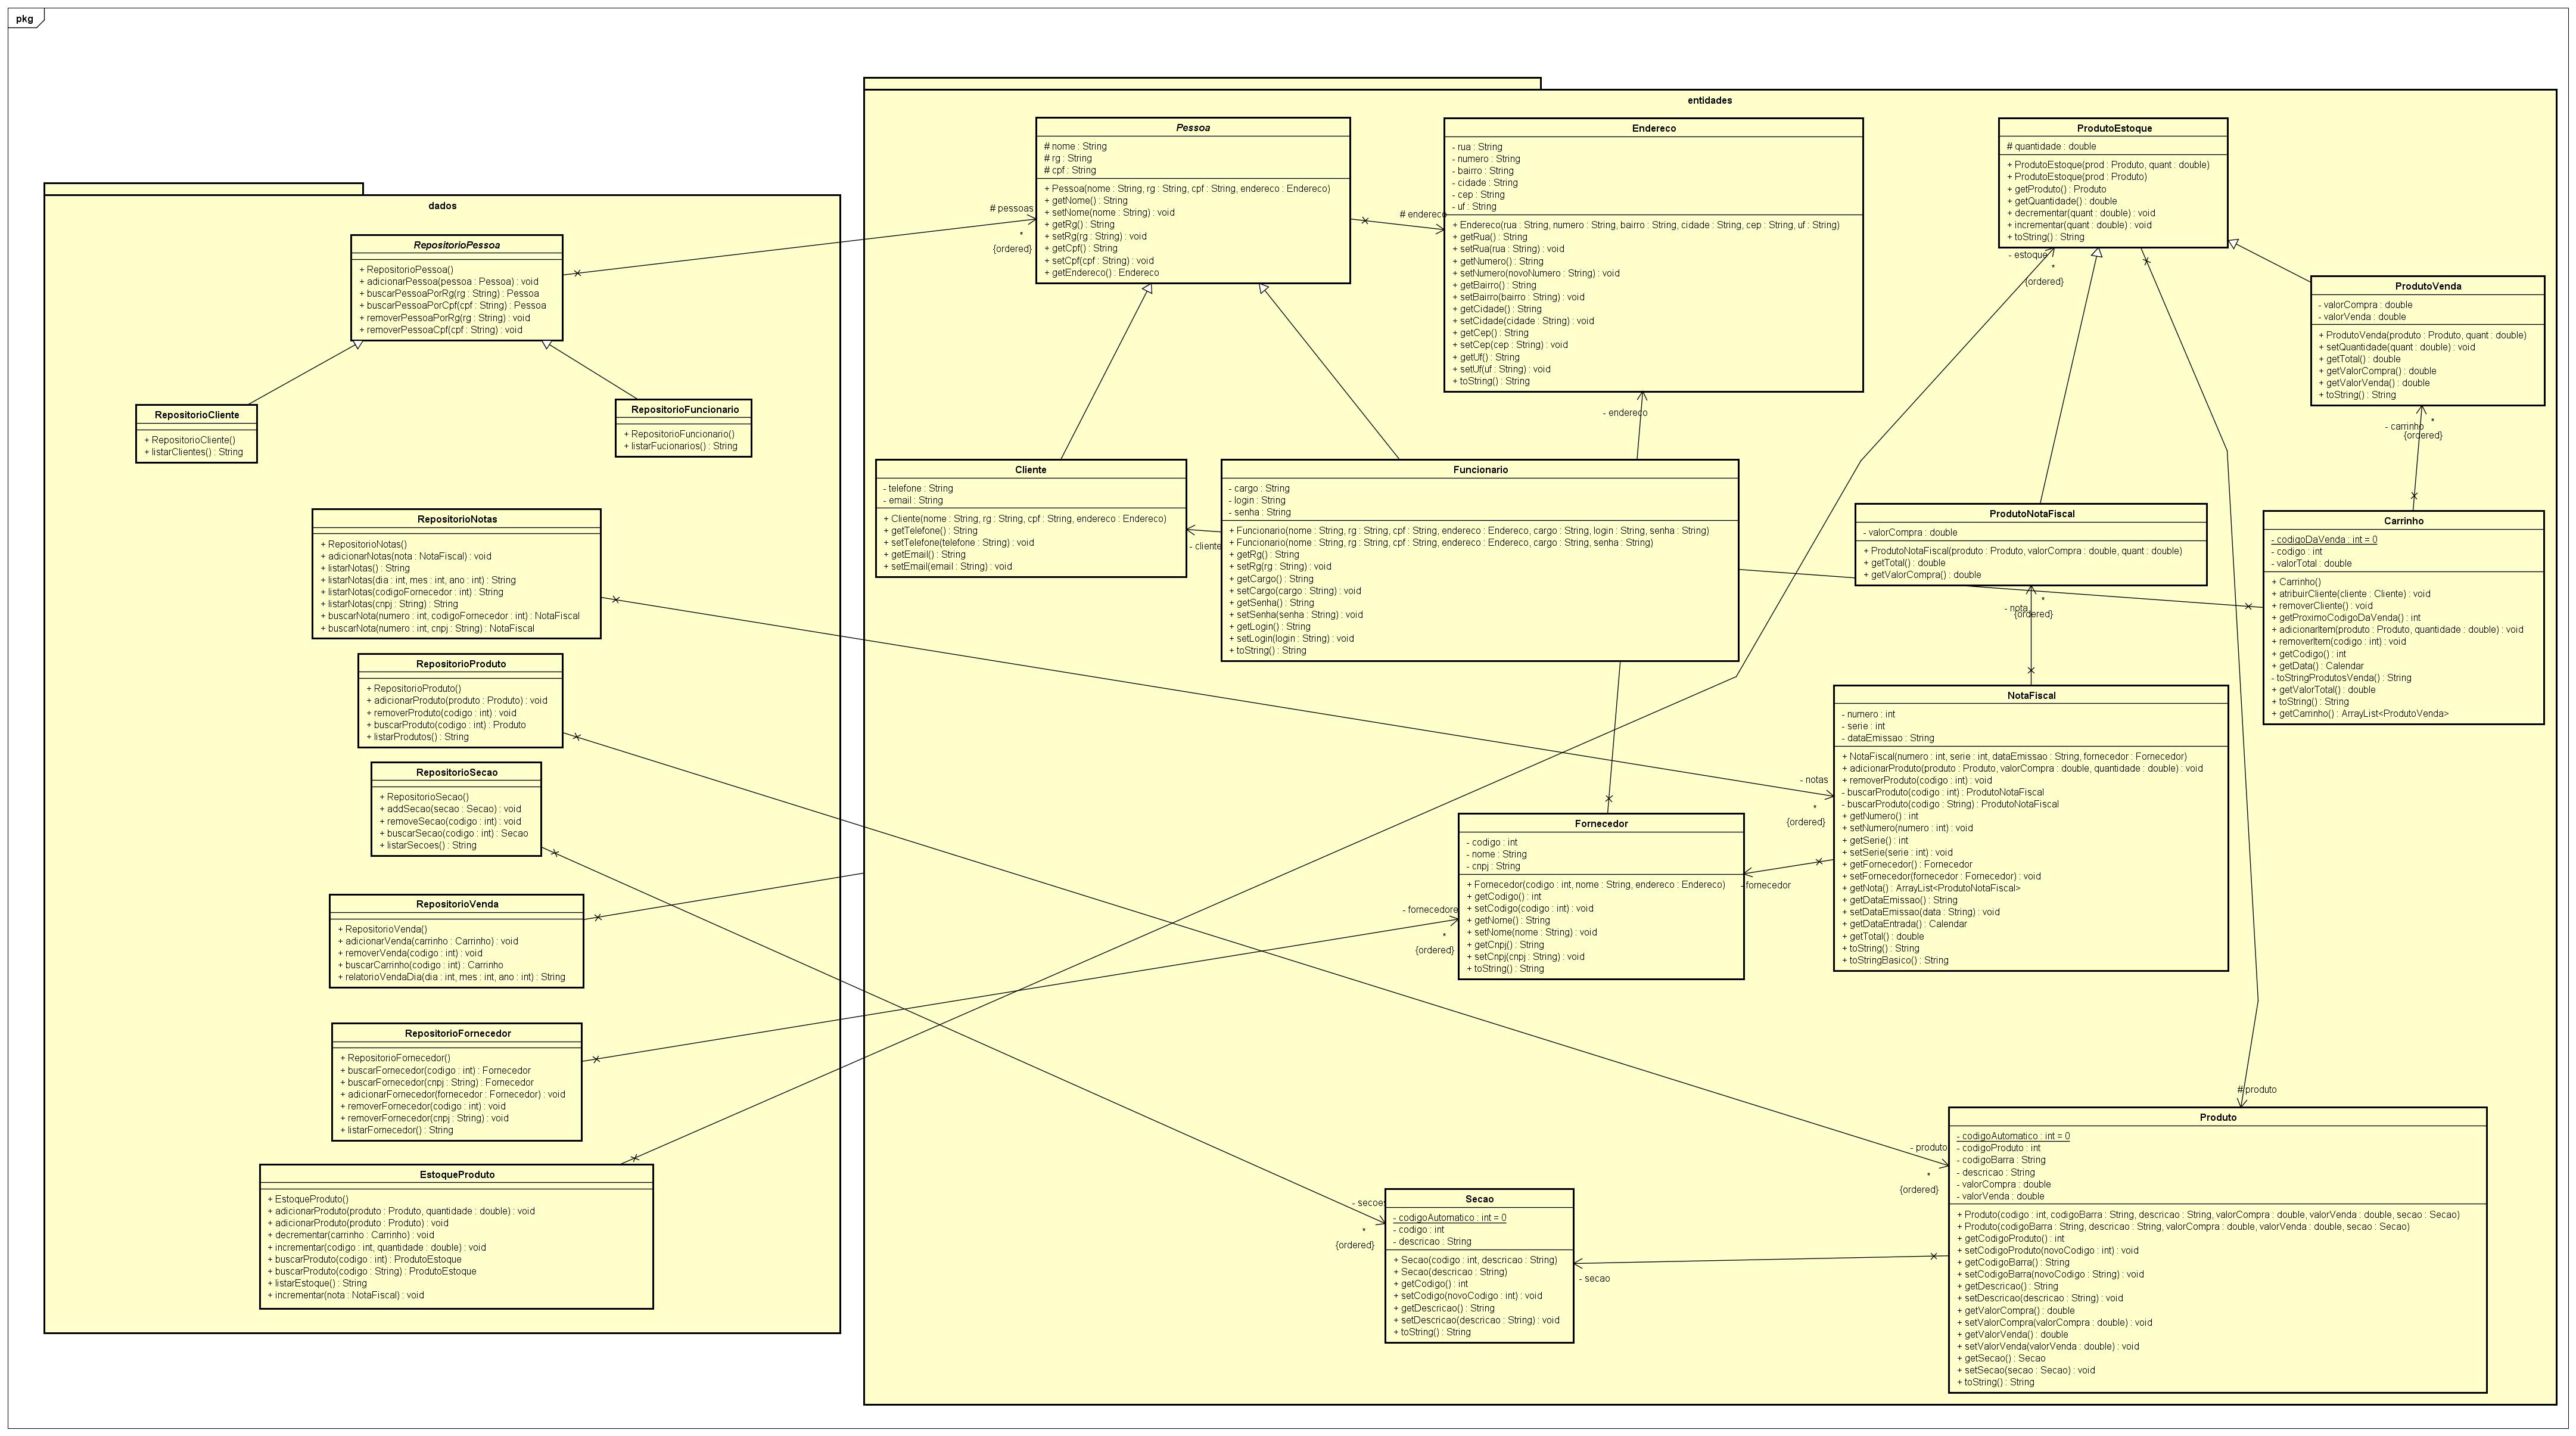 pkg
dados
RepositorioPessoa
+ RepositorioPessoa()
+ adicionarPessoa(pessoa : Pessoa) : void
+ buscarPessoaPorRg(rg : String) : Pessoa
+ buscarPessoaPorCpf(cpf : String) : Pessoa
+ removerPessoaPorRg(rg : String) : void
+ removerPessoaCpf(cpf : String) : void
RepositorioCliente
+ RepositorioCliente()
+ listarClientes() : String
RepositorioFuncionario
+ RepositorioFuncionario()
+ listarFucionarios() : String
RepositorioNotas
+ RepositorioNotas()
+ adicionarNotas(nota : NotaFiscal) : void
+ listarNotas() : String
+ listarNotas(dia : int, mes : int, ano : int) : String
+ listarNotas(codigoFornecedor : int) : String
+ listarNotas(cnpj : String) : String
+ buscarNota(numero : int, codigoFornecedor : int) : NotaFiscal
+ buscarNota(numero : int, cnpj : String) : NotaFiscal
RepositorioProduto
+ RepositorioProduto()
+ adicionarProduto(produto : Produto) : void
+ removerProduto(codigo : int) : void
+ buscarProduto(codigo : int) : Produto
+ listarProdutos() : String
RepositorioSecao
+ RepositorioSecao()
+ addSecao(secao : Secao) : void
+ removeSecao(codigo : int) : void
+ buscarSecao(codigo : int) : Secao
+ listarSecoes() : String
RepositorioVenda
+ RepositorioVenda()
+ adicionarVenda(carrinho : Carrinho) : void
+ removerVenda(codigo : int) : void
+ buscarCarrinho(codigo : int) : Carrinho
+ relatorioVendaDia(dia : int, mes : int, ano : int) : String
RepositorioFornecedor
+ RepositorioFornecedor()
+ buscarFornecedor(codigo : int) : Fornecedor
+ buscarFornecedor(cnpj : String) : Fornecedor
+ adicionarFornecedor(fornecedor : Fornecedor) : void
+ removerFornecedor(codigo : int) : void
+ removerFornecedor(cnpj : String) : void
+ listarFornecedor() : String
EstoqueProduto
+ EstoqueProduto()
+ adicionarProduto(produto : Produto, quantidade : double) : void
+ adicionarProduto(produto : Produto) : void
+ decrementar(carrinho : Carrinho) : void
+ incrementar(codigo : int, quantidade : double) : void
+ buscarProduto(codigo : int) : ProdutoEstoque
+ buscarProduto(codigo : String) : ProdutoEstoque
+ listarEstoque() : String
+ incrementar(nota : NotaFiscal) : void
entidades
Pessoa
# nome : String
# rg : String
# cpf : String
+ Pessoa(nome : String, rg : String, cpf : String, endereco : Endereco)
+ getNome() : String
+ setNome(nome : String) : void
+ getRg() : String
+ setRg(rg : String) : void
+ getCpf() : String
+ setCpf(cpf : String) : void
+ getEndereco() : Endereco
# pessoas
*
{ordered}
# endereco
Endereco
- rua : String
- numero : String
- bairro : String
- cidade : String
- cep : String
- uf : String
+ Endereco(rua : String, numero : String, bairro : String, cidade : String, cep : String, uf : String)
+ getRua() : String
+ setRua(rua : String) : void
+ getNumero() : String
+ setNumero(novoNumero : String) : void
+ getBairro() : String
+ setBairro(bairro : String) : void
+ getCidade() : String
+ setCidade(cidade : String) : void
+ getCep() : String
+ setCep(cep : String) : void
+ getUf() : String
+ setUf(uf : String) : void
+ toString() : String
- endereco
ProdutoEstoque
# quantidade : double
+ ProdutoEstoque(prod : Produto, quant : double)
+ ProdutoEstoque(prod : Produto)
+ getProduto() : Produto
+ getQuantidade() : double
+ decrementar(quant : double) : void
+ incrementar(quant : double) : void
+ toString() : String
- estoque
*
{ordered}
ProdutoVenda
- valorCompra : double
- valorVenda : double
+ ProdutoVenda(produto : Produto, quant : double)
+ setQuantidade(quant : double) : void
+ getTotal() : double
+ getValorCompra() : double
+ getValorVenda() : double
+ toString() : String
*
- carrinho
{ordered}
Cliente
- telefone : String
- email : String
+ Cliente(nome : String, rg : String, cpf : String, endereco : Endereco)
+ getTelefone() : String
+ setTelefone(telefone : String) : void
+ getEmail() : String
+ setEmail(email : String) : void
- cliente
Funcionario
- cargo : String
- login : String
- senha : String
+ Funcionario(nome : String, rg : String, cpf : String, endereco : Endereco, cargo : String, login : String, senha : String)
+ Funcionario(nome : String, rg : String, cpf : String, endereco : Endereco, cargo : String, senha : String)
+ getRg() : String
+ setRg(rg : String) : void
+ getCargo() : String
+ setCargo(cargo : String) : void
+ getSenha() : String
+ setSenha(senha : String) : void
+ getLogin() : String
+ setLogin(login : String) : void
+ toString() : String
ProdutoNotaFiscal
- valorCompra : double
+ ProdutoNotaFiscal(produto : Produto, valorCompra : double, quant : double)
+ getTotal() : double
+ getValorCompra() : double
*
- nota
{ordered}
Carrinho
- codigoDaVenda : int = 0
- codigo : int
- valorTotal : double
+ Carrinho()
+ atribuirCliente(cliente : Cliente) : void
+ removerCliente() : void
+ getProximoCodigoDaVenda() : int
+ adicionarItem(produto : Produto, quantidade : double) : void
+ removerItem(codigo : int) : void
+ getCodigo() : int
+ getData() : Calendar
- toStringProdutosVenda() : String
+ getValorTotal() : double
+ toString() : String
+ getCarrinho() : ArrayList<ProdutoVenda>
NotaFiscal
- numero : int
- serie : int
- dataEmissao : String
+ NotaFiscal(numero : int, serie : int, dataEmissao : String, fornecedor : Fornecedor)
+ adicionarProduto(produto : Produto, valorCompra : double, quantidade : double) : void
+ removerProduto(codigo : int) : void
- buscarProduto(codigo : int) : ProdutoNotaFiscal
- buscarProduto(codigo : String) : ProdutoNotaFiscal
+ getNumero() : int
+ setNumero(numero : int) : void
+ getSerie() : int
+ setSerie(serie : int) : void
+ getFornecedor() : Fornecedor
+ setFornecedor(fornecedor : Fornecedor) : void
+ getNota() : ArrayList<ProdutoNotaFiscal>
+ getDataEmissao() : String
+ setDataEmissao(data : String) : void
+ getDataEntrada() : Calendar
+ getTotal() : double
+ toString() : String
+ toStringBasico() : String
- notas
*
{ordered}
Fornecedor
- codigo : int
- nome : String
- cnpj : String
+ Fornecedor(codigo : int, nome : String, endereco : Endereco)
+ getCodigo() : int
+ setCodigo(codigo : int) : void
+ getNome() : String
+ setNome(nome : String) : void
+ getCnpj() : String
+ setCnpj(cnpj : String) : void
+ toString() : String
- fornecedor
- fornecedore
*
{ordered}
# produto
Produto
- codigoAutomatico : int = 0
- codigoProduto : int
- codigoBarra : String
- descricao : String
- valorCompra : double
- valorVenda : double
+ Produto(codigo : int, codigoBarra : String, descricao : String, valorCompra : double, valorVenda : double, secao : Secao)
+ Produto(codigoBarra : String, descricao : String, valorCompra : double, valorVenda : double, secao : Secao)
+ getCodigoProduto() : int
+ setCodigoProduto(novoCodigo : int) : void
+ getCodigoBarra() : String
+ setCodigoBarra(novoCodigo : String) : void
+ getDescricao() : String
+ setDescricao(descricao : String) : void
+ getValorCompra() : double
+ setValorCompra(valorCompra : double) : void
+ getValorVenda() : double
+ setValorVenda(valorVenda : double) : void
+ getSecao() : Secao
+ setSecao(secao : Secao) : void
+ toString() : String
- produto
*
{ordered}
Secao
- codigoAutomatico : int = 0
- codigo : int
- descricao : String
+ Secao(codigo : int, descricao : String)
+ Secao(descricao : String)
+ getCodigo() : int
+ setCodigo(novoCodigo : int) : void
+ getDescricao() : String
+ setDescricao(descricao : String) : void
+ toString() : String
- secoes
*
{ordered}
- secao